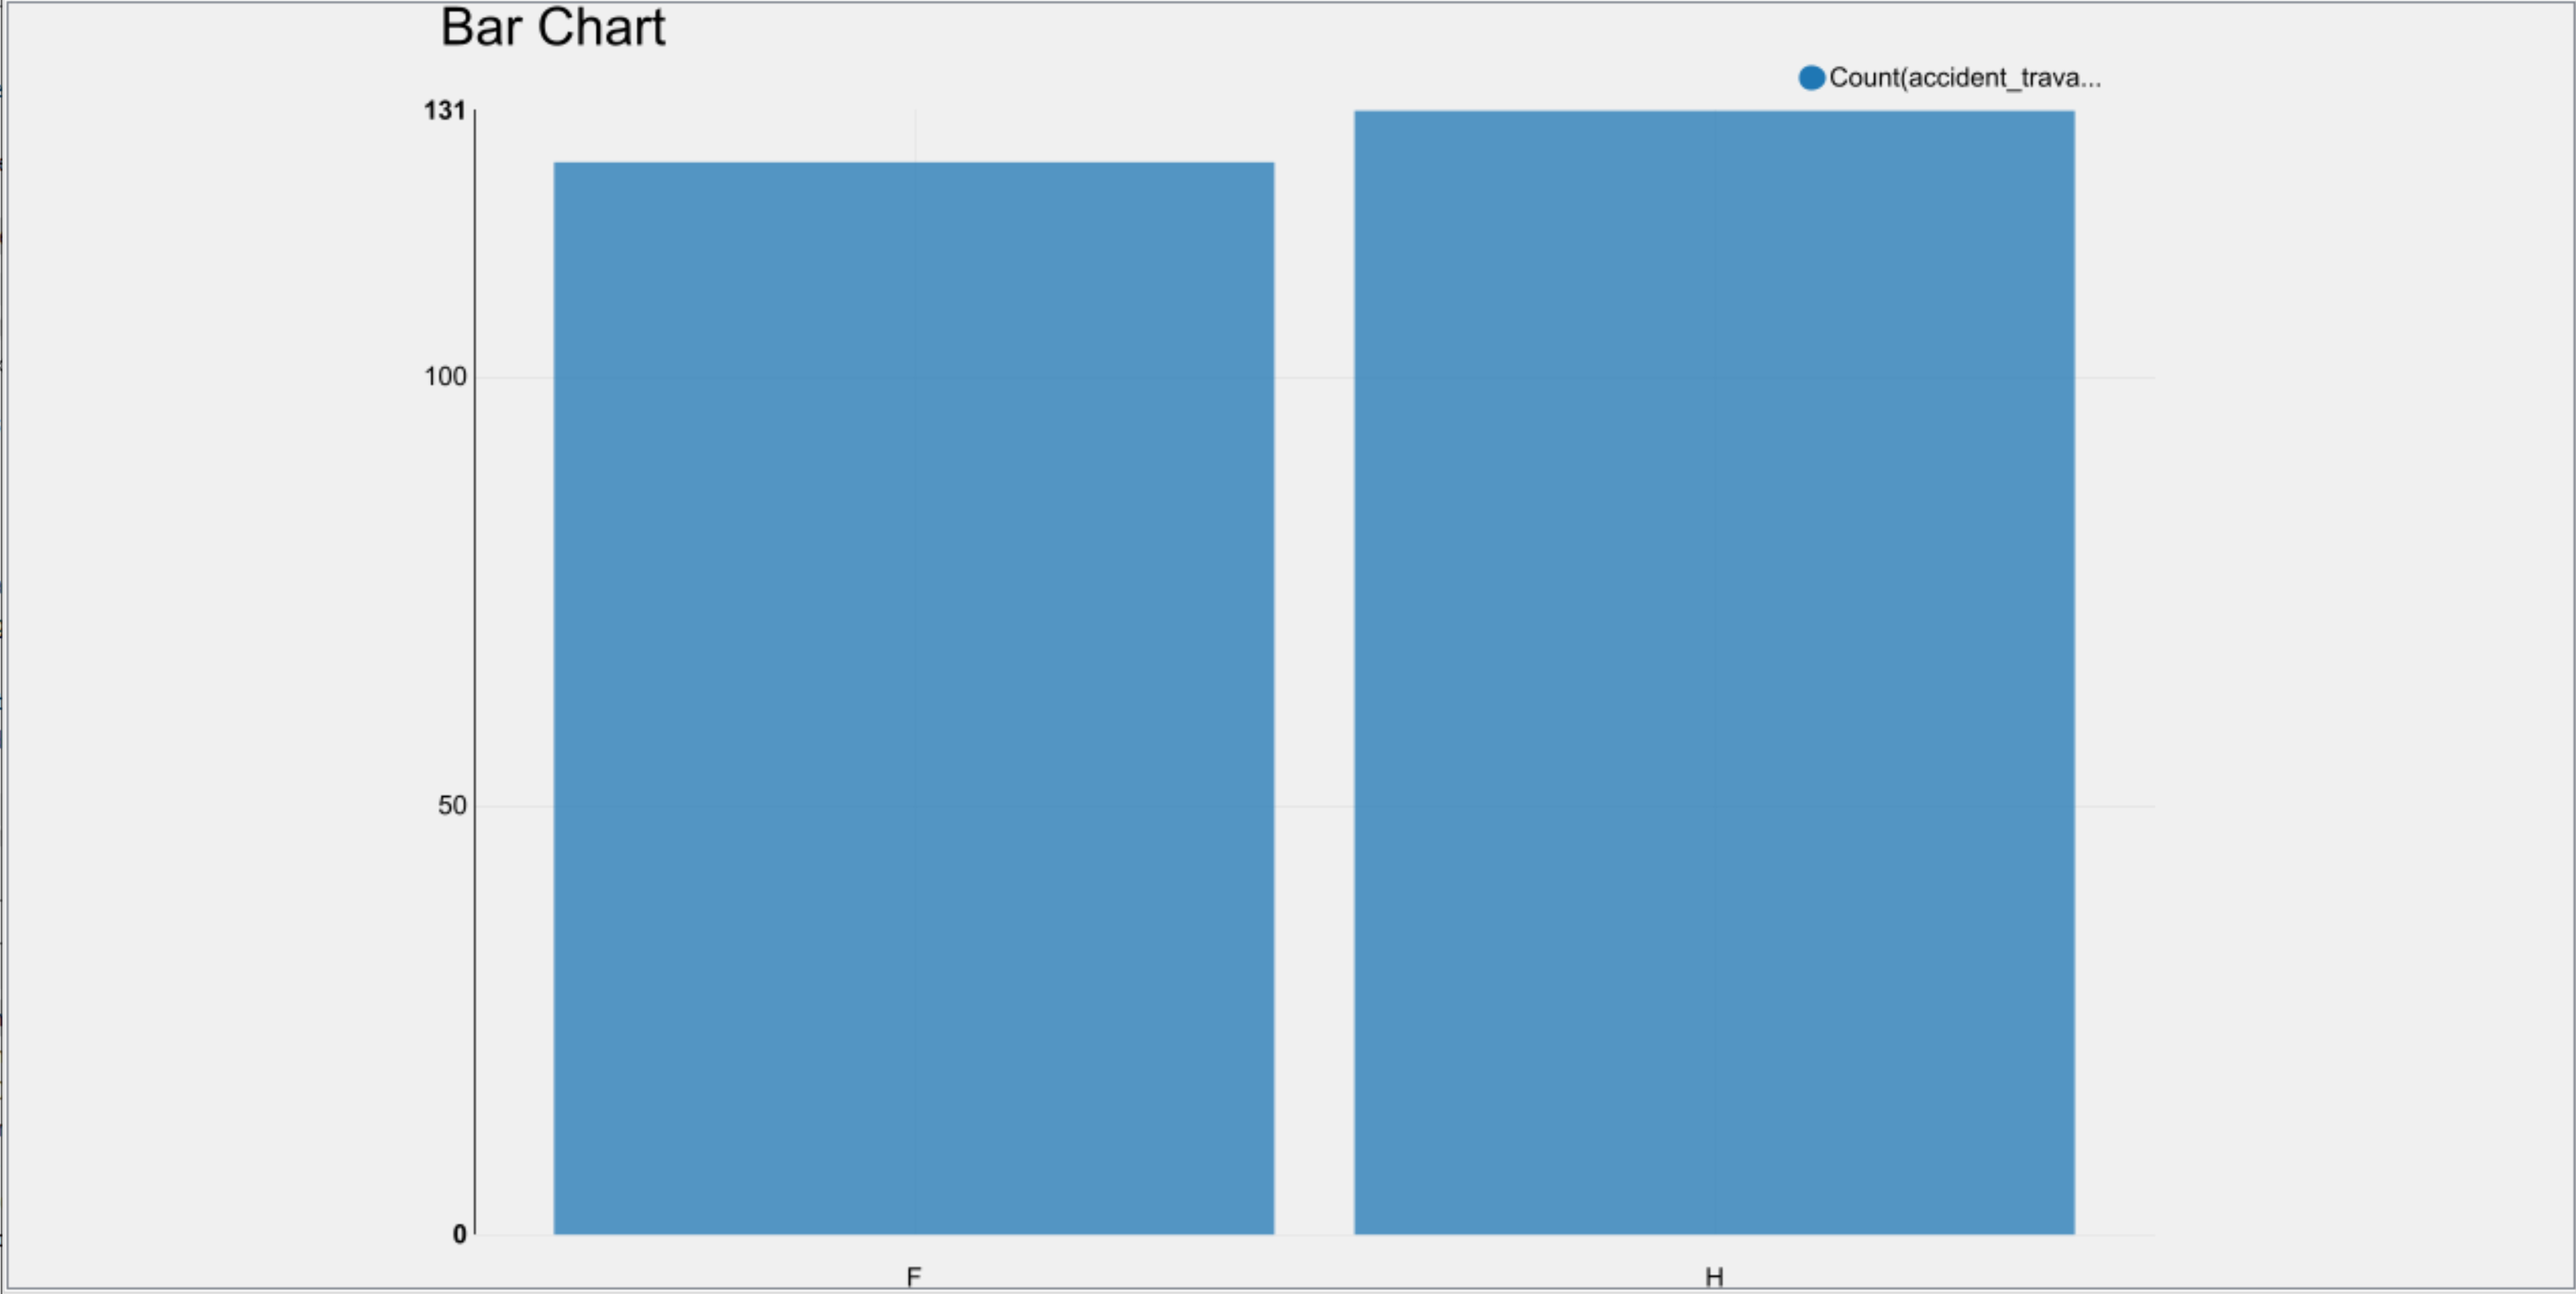 Bar Chart
Count(accident_trava...
131
100
50
0
F
H